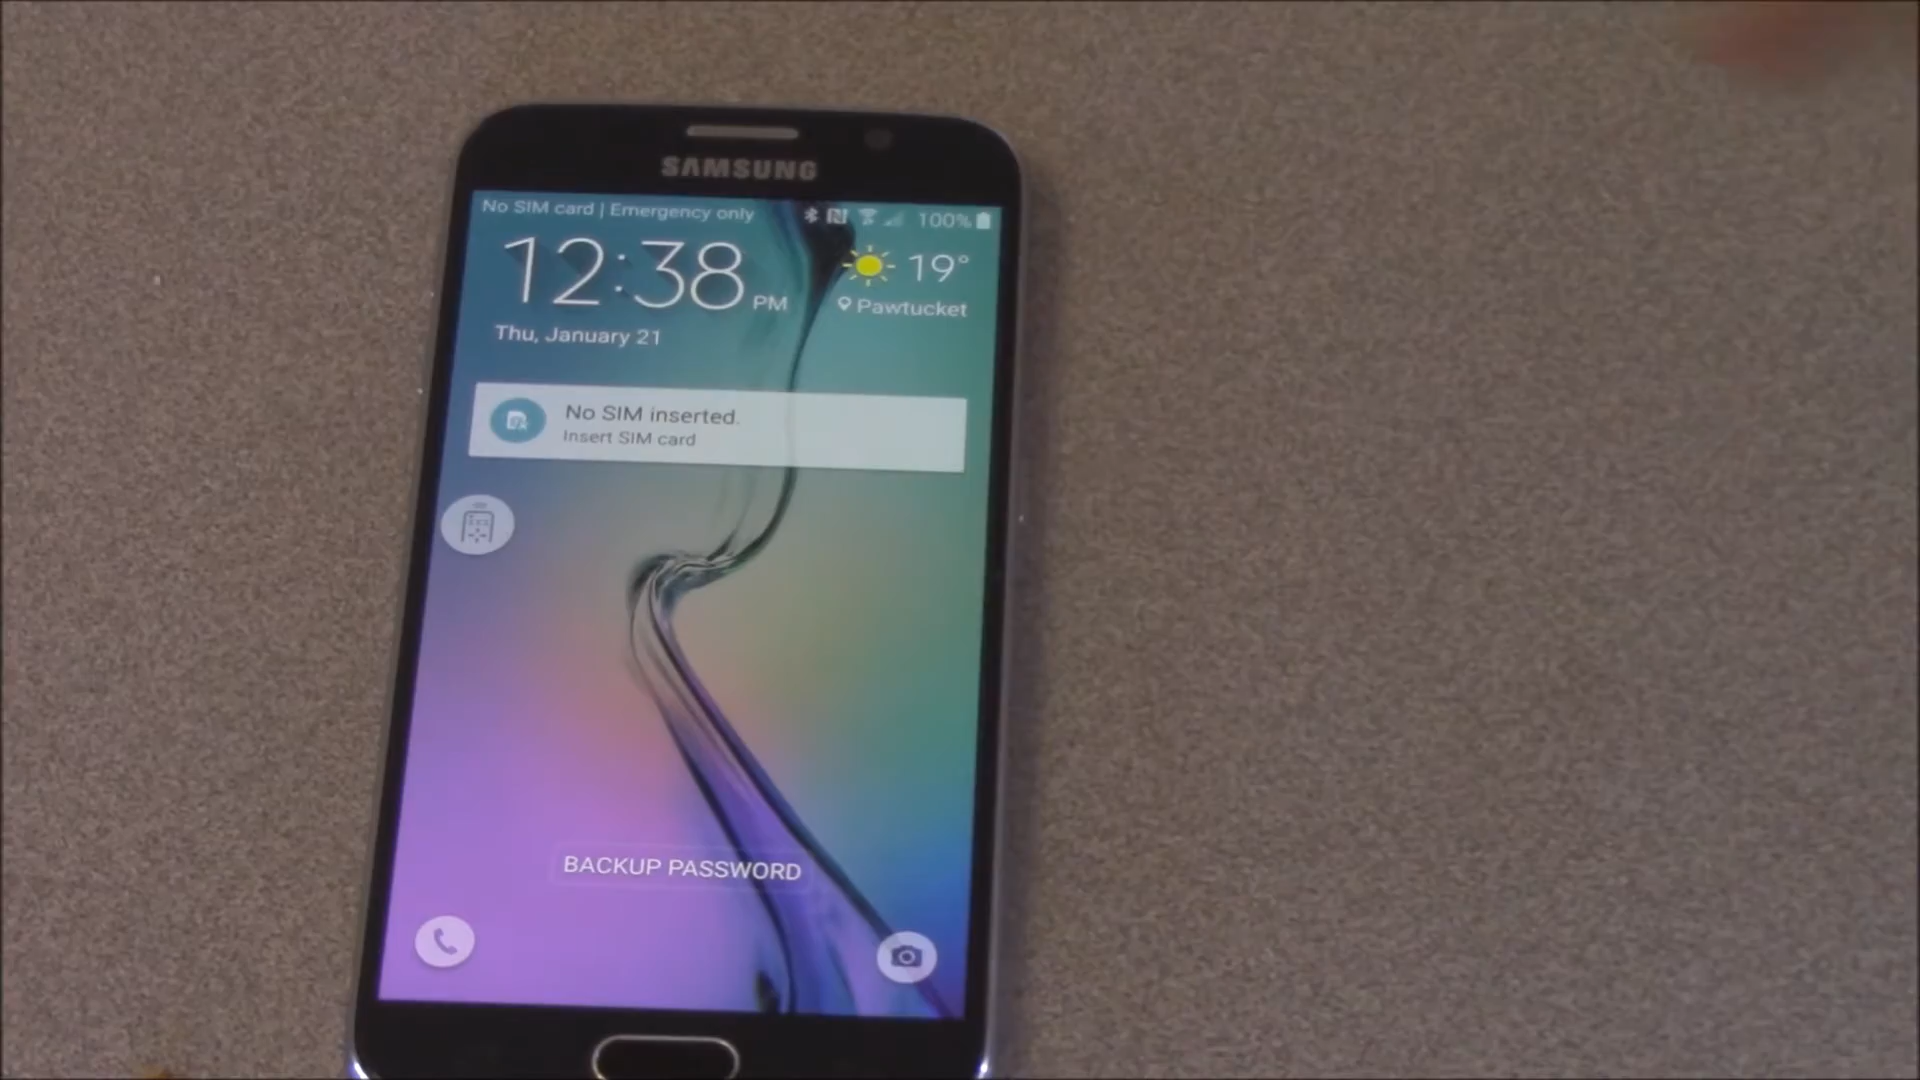 SAMSUNG
No SIM card | Emergency only 100%
12:38 PM 19°
Pawtucket
Thu, January 21
No SIM inserted.
Insert SIM card
BACKUP PASSWORD